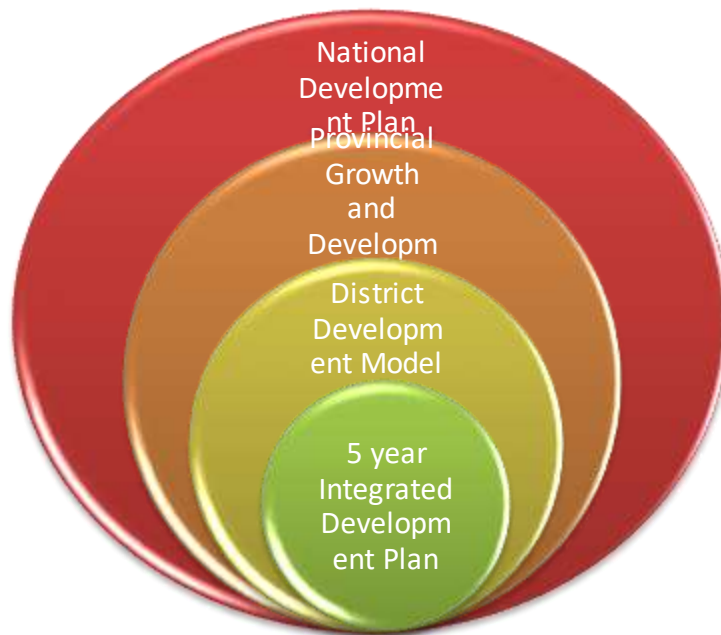 National
Developme
nt Plan
Provincial
Growth
and
Developm
District
Developm
ent Model
5 year
Integrated
Developm
ent Plan